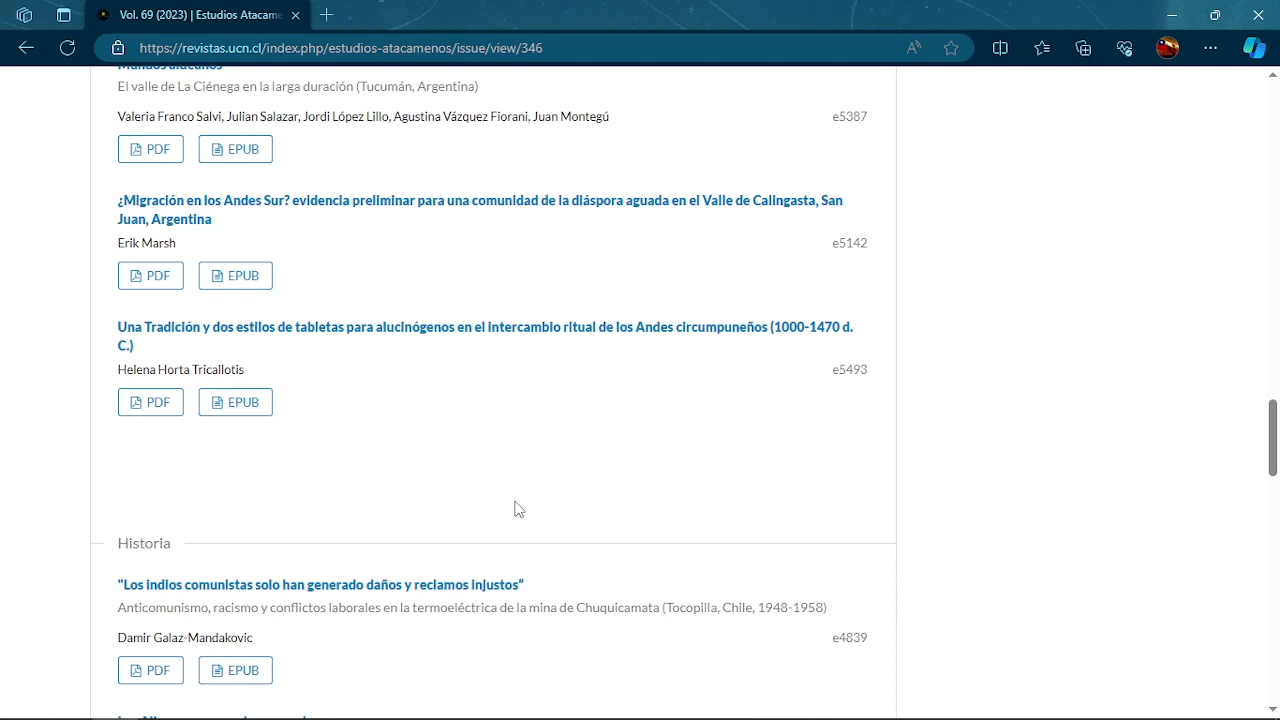 Vol. 69 (2023) | Estudios Atacame
https://revistas.ucn.cl/index.php/estudios-atacamenos/issue/view/346
Mundos aldeanos
El valle de La Ciénega en la larga duración (Tucumán, Argentina)
Valeria Franco Salvi, Julian Salazar, Jordi López Lillo, Agustina Vázquez Fiorani, Juan Montegú e5387
PDF EPUB
¿Migración en los Andes Sur? evidencia preliminar para una comunidad de la diáspora aguada en el Valle de Calingasta, San
Juan, Argentina
Erik Marsh e5142
PDF EPUB
Una Tradición y dos estilos de tabletas para alucinógenos en el intercambio ritual de los Andes circumpuneños (1000-1470 d.
C.)
Helena Horta Tricallotis e5493
PDF EPUB
Historia
"Los indios comunistas solo han generado daños y reclamos injustos”
Anticomunismo, racismo y conflictos laborales en la termoeléctrica de la mina de Chuquicamata (Tocopilla, Chile, 1948-1958)
Damir Galaz-Mandakovic e4839
PDF EPUB